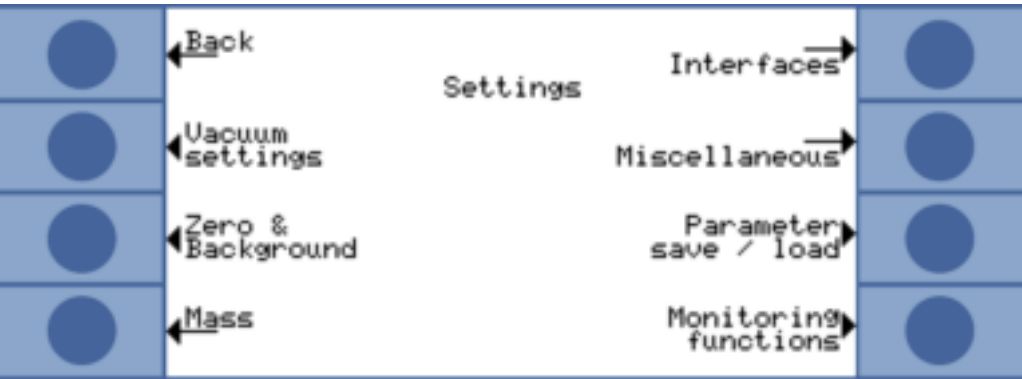 Back
Interfaces
Settings
Vacuum
settings
Miscellaneous
Zero &
Background
Parameter
save / load
Mass
Monitoring
functions